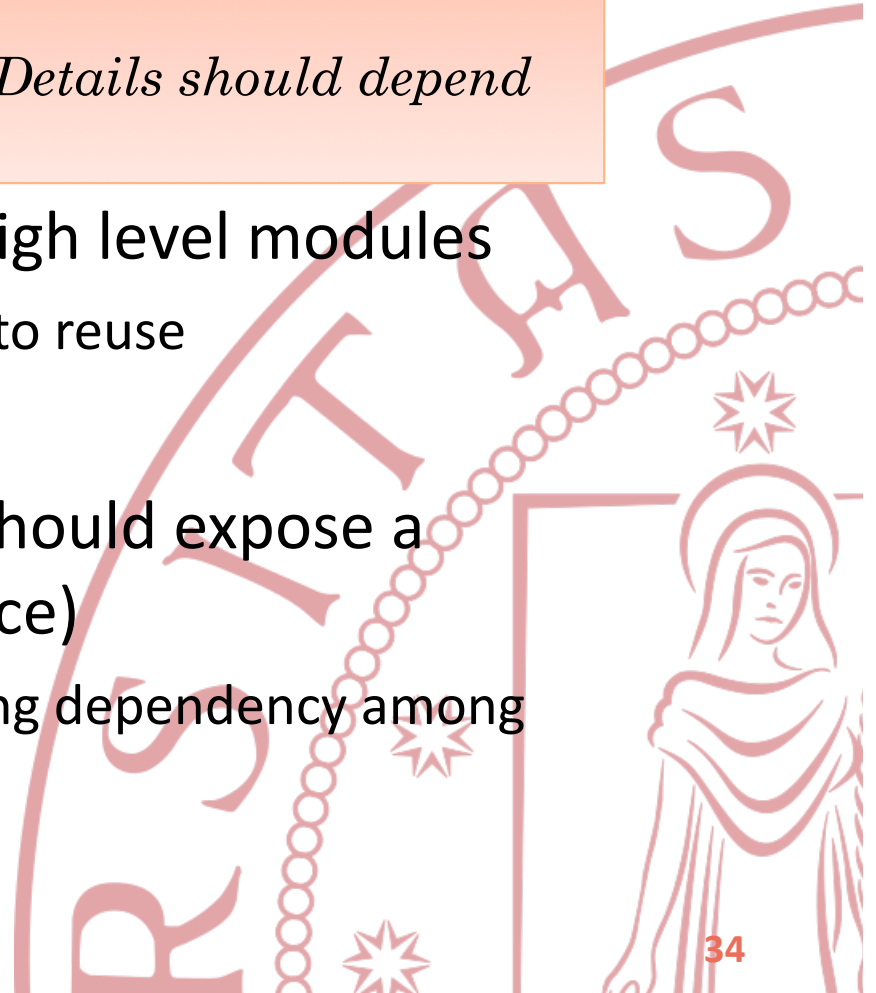 Details should depend
igh level modules
to reuse
hould expose a
ce)
ng dependency among
R S I T A S
34